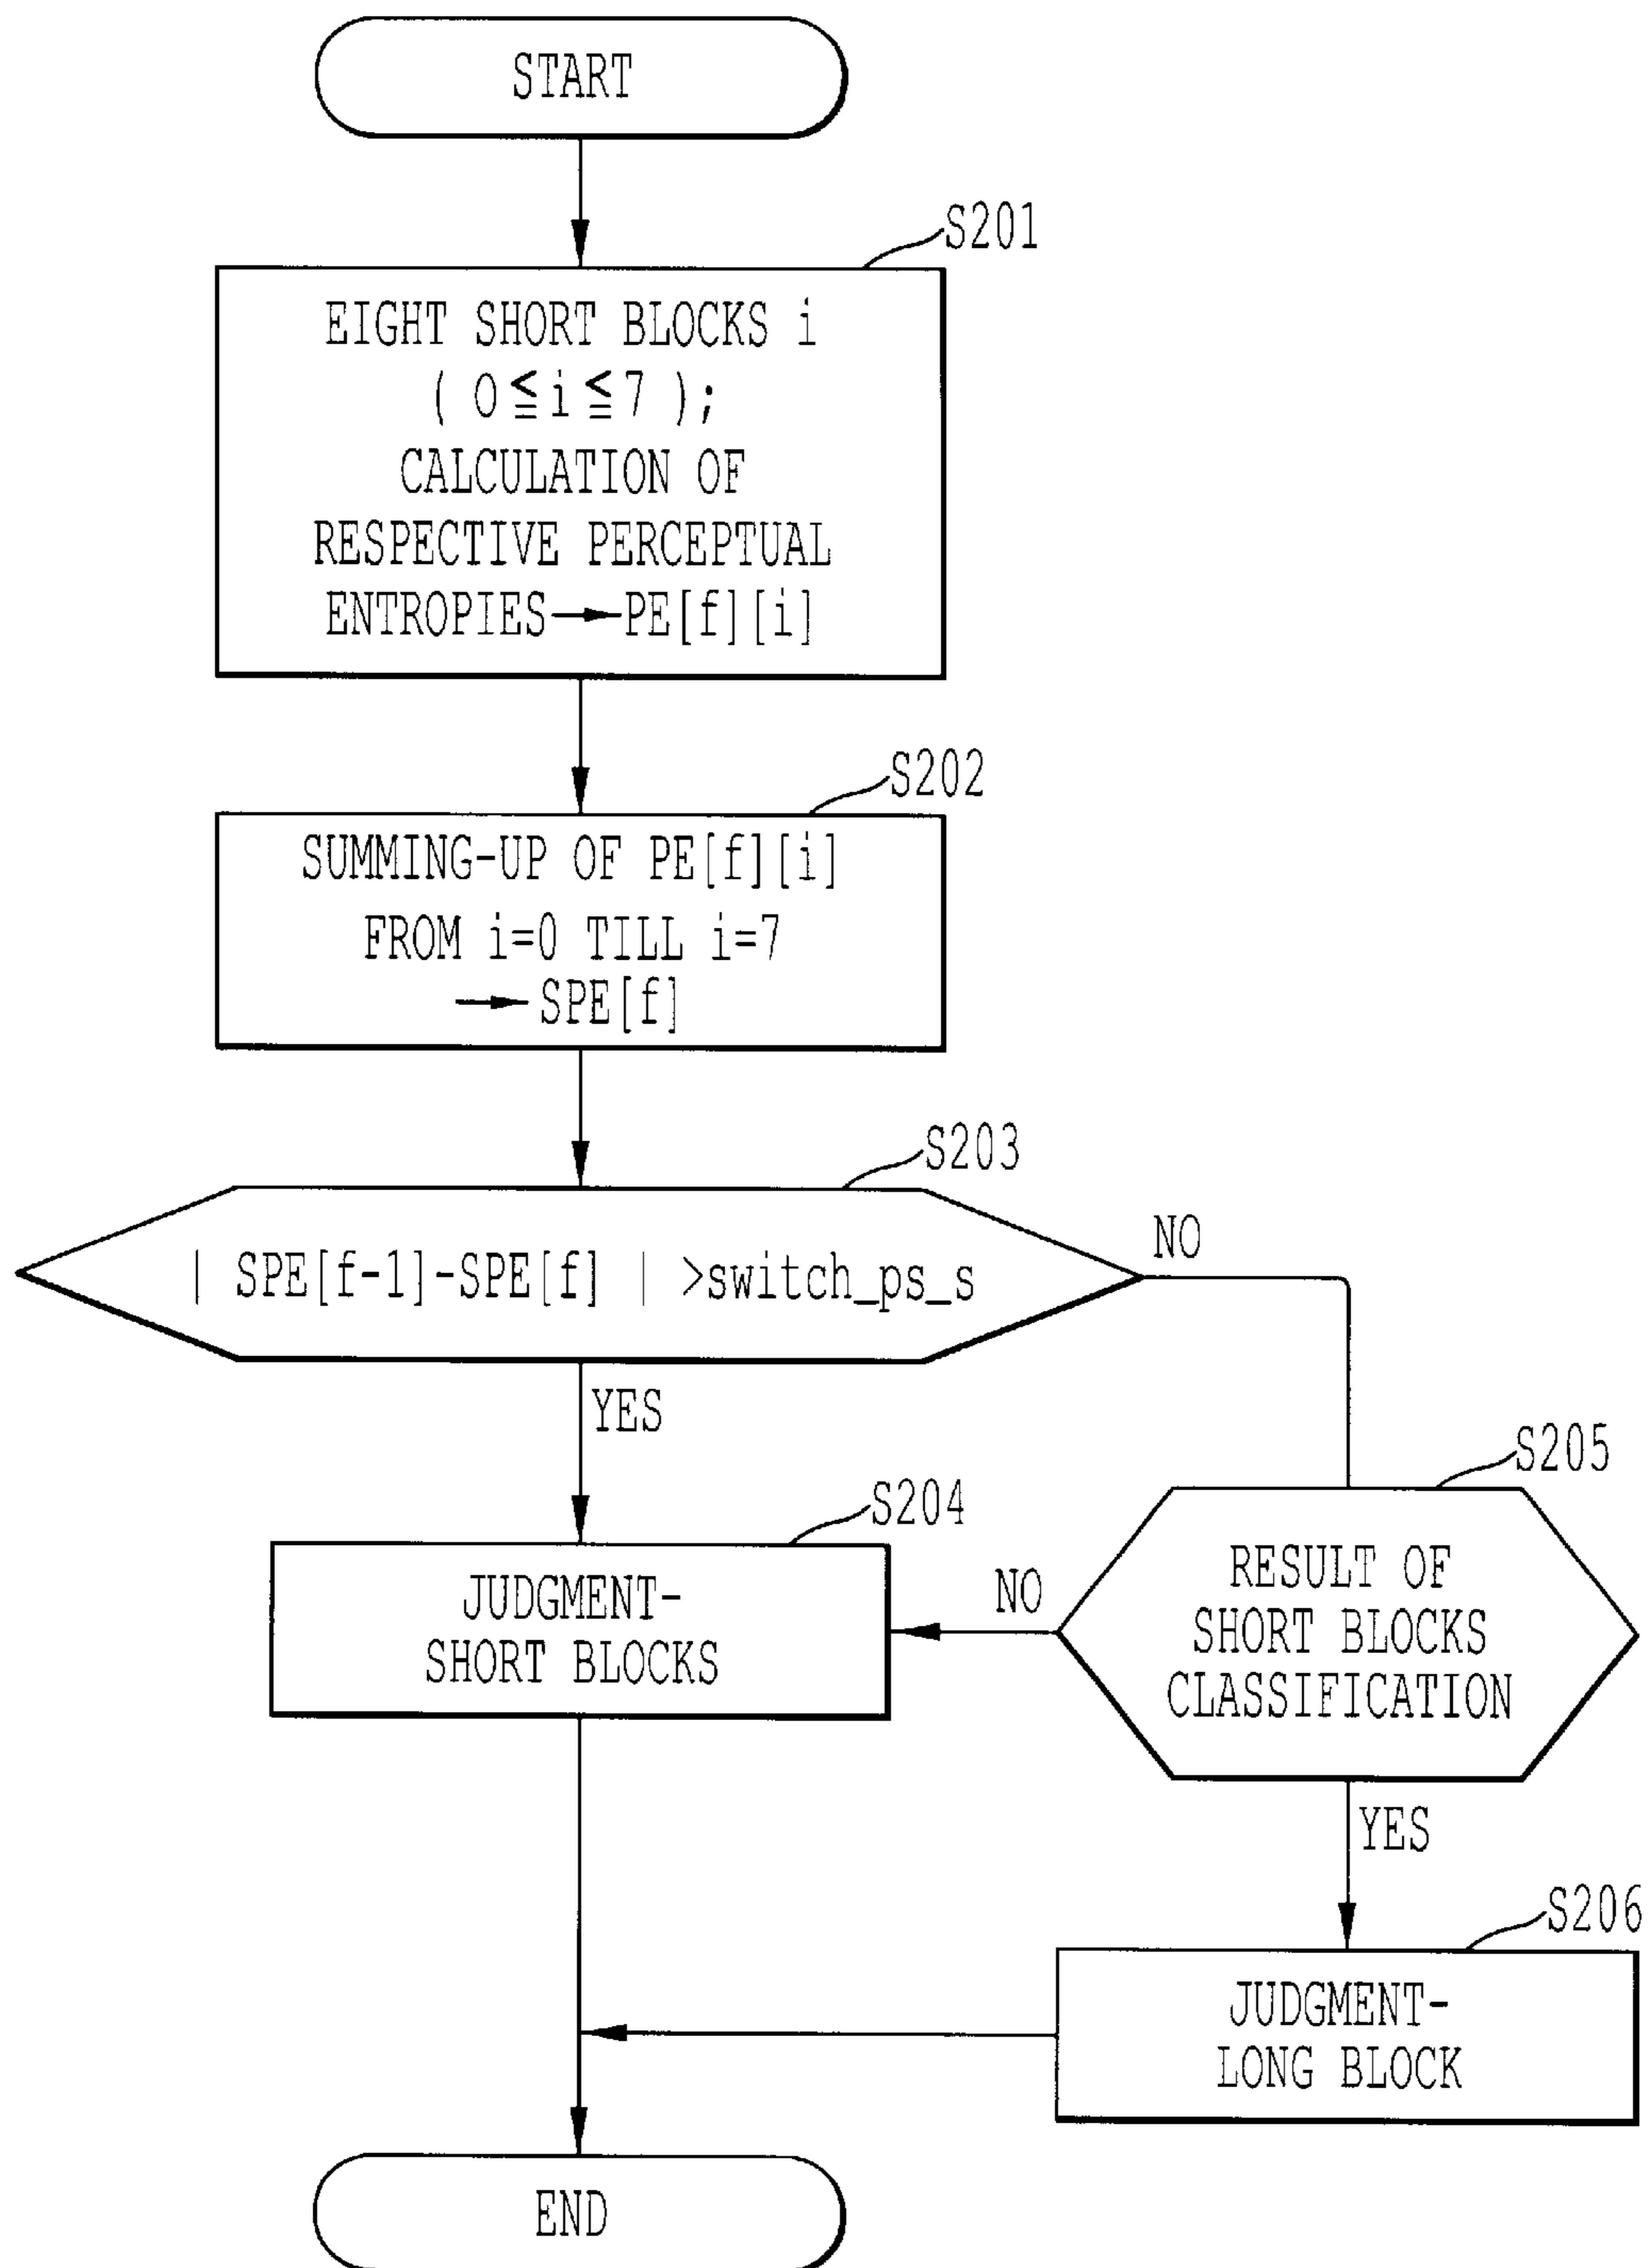 START
S201
EIGHT SHORT BLOCKS i
( 0≦i≦7 );
CALCULATION OF
RESPECTIVE PERCEPTUAL
ENTROPIES→PE[f][i]
S202
SUMMING-UP OF PE[f][i]
FROM i=0 TILL i=7
→ SPE[f]
S203
| SPE[f-1]-SPE[f] | >switch_ps_s
NO
YES
S205
S204
RESULT OF
SHORT BLOCKS
CLASSIFICATION
NO
JUDGMENT-
SHORT BLOCKS
YES
S206
JUDGMENT-
LONG BLOCK
END